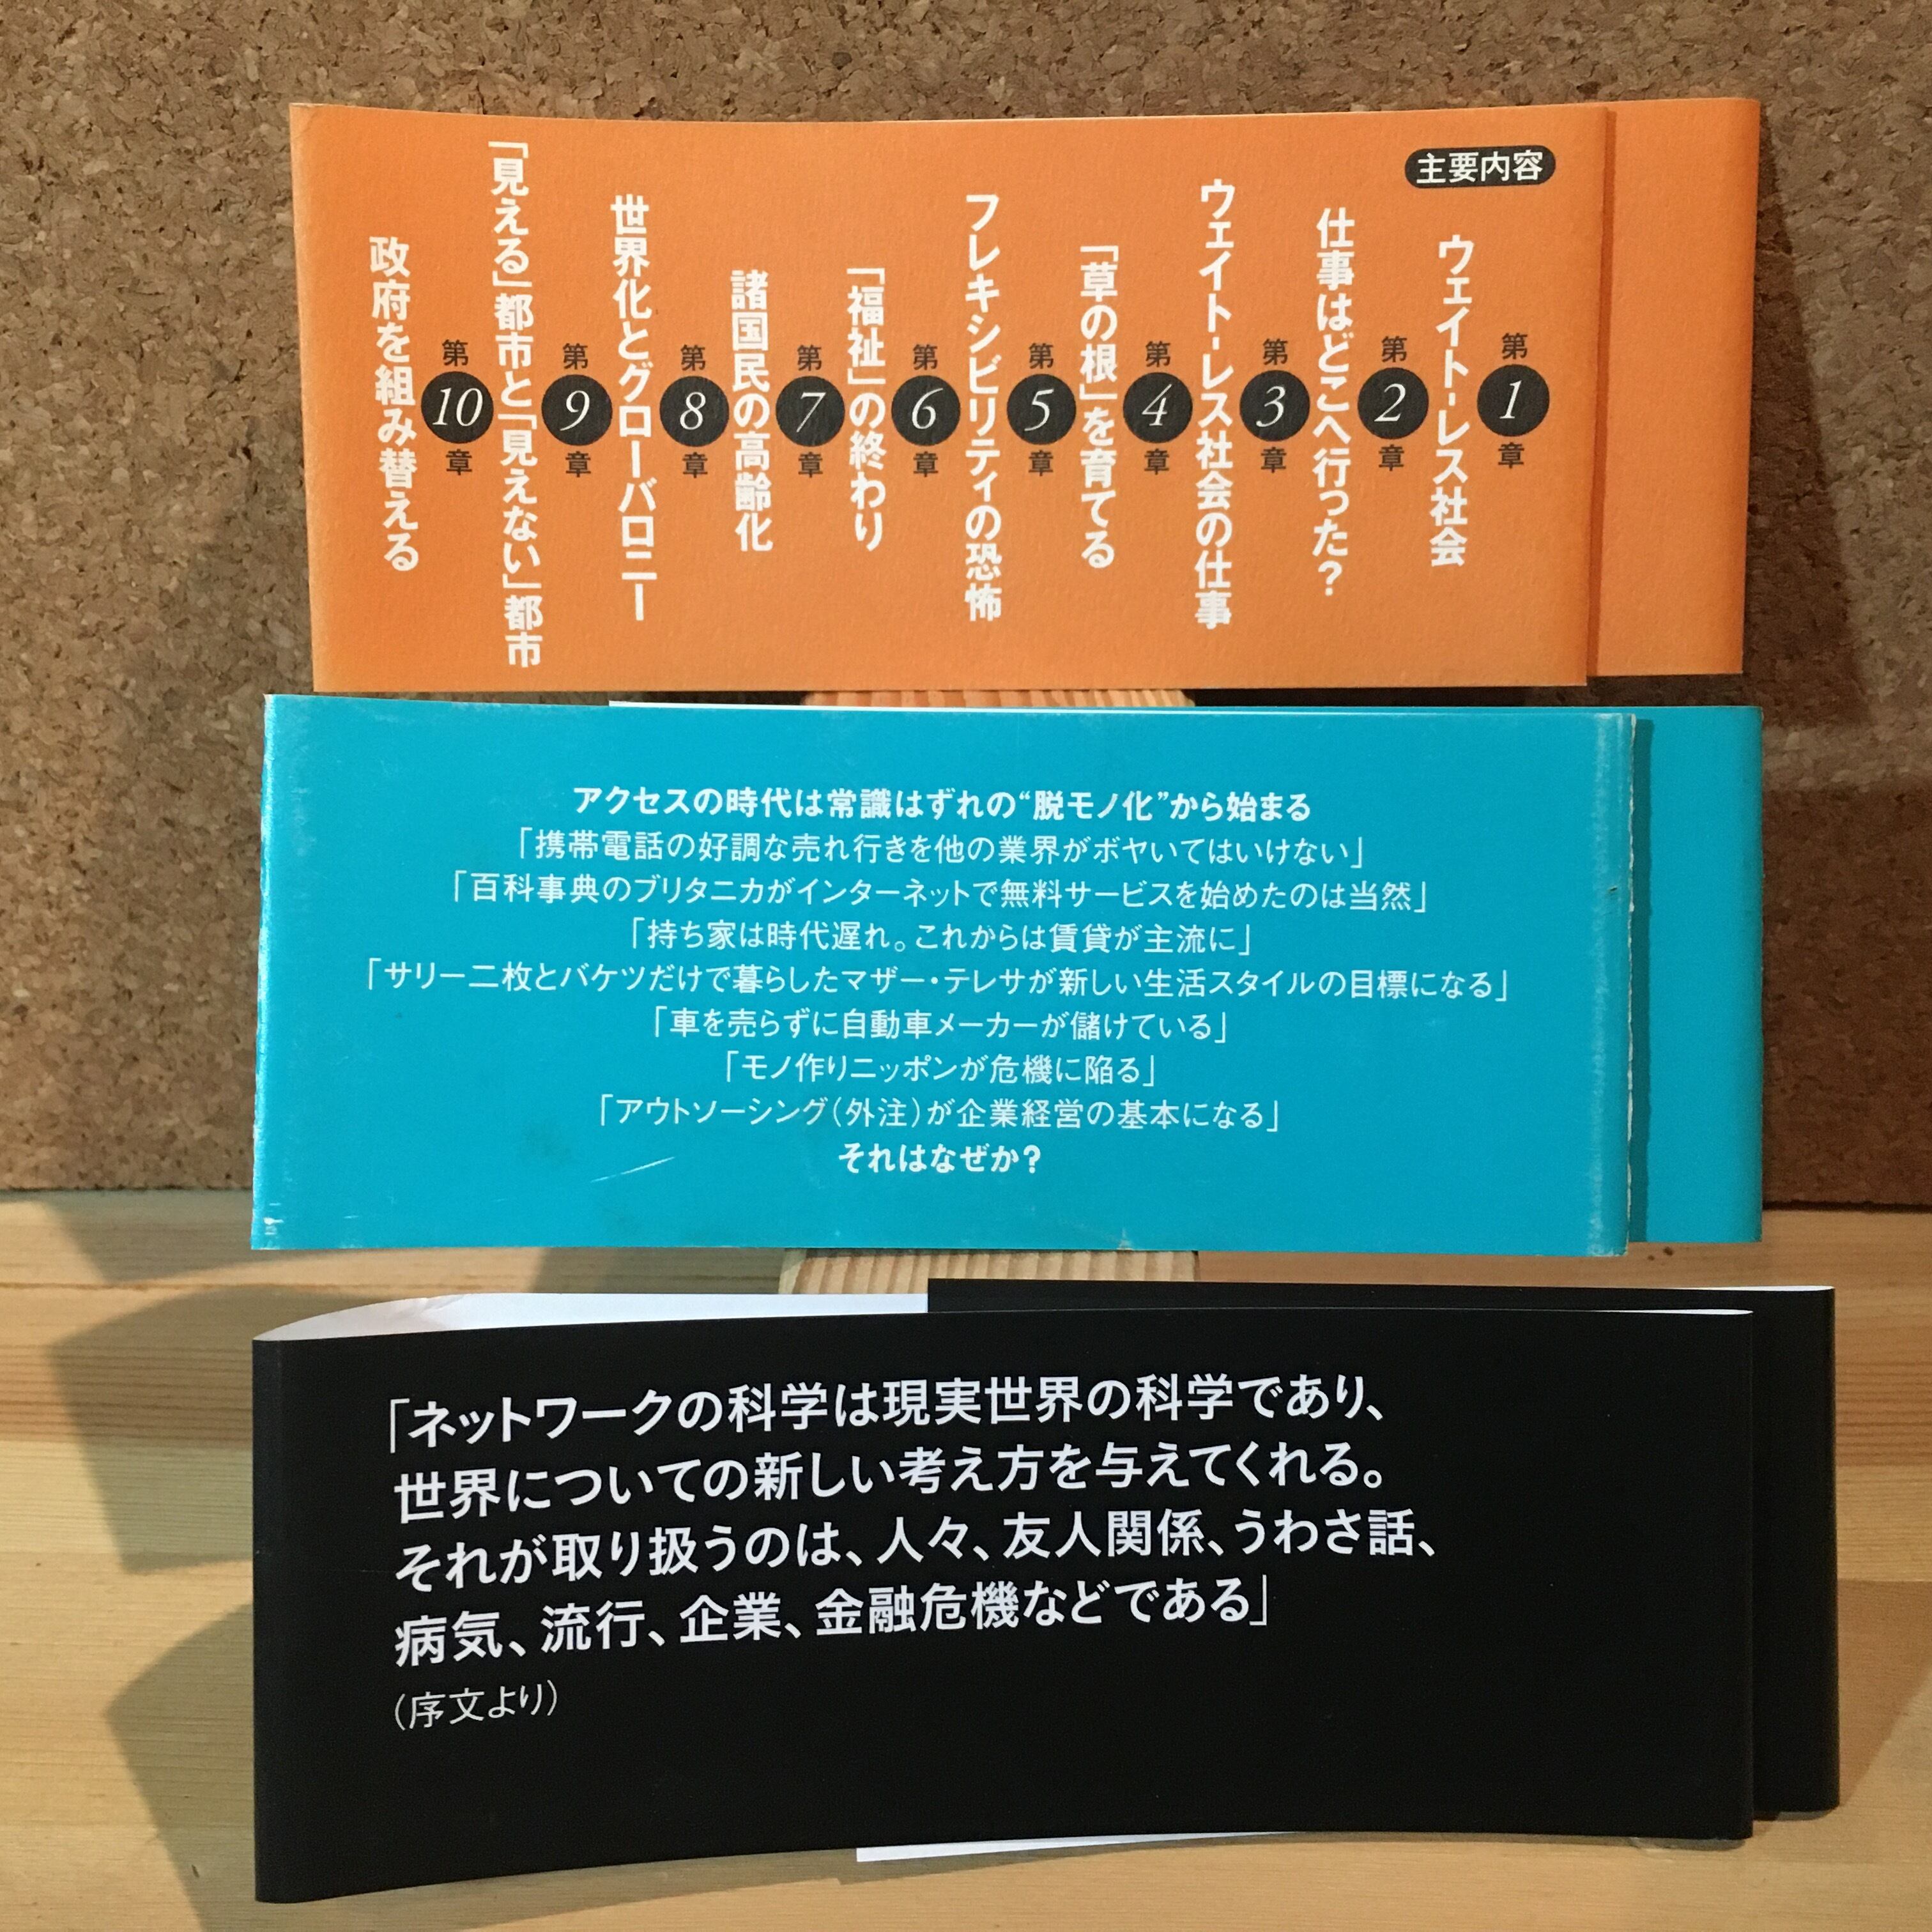 主要内容
第1章
ウェイトレス社会
第2章
仕事はどこへ行った?
第3章
ウェイトレス社会の仕事
第4章
「草の根」を育てる
第5章
フレキシビリティの恐怖
第6章
「福祉」の終わり
第7章
諸国民の高齢化
第8章
世界化とグローバロニー
第9章
「見える」都市と「見えない」都市
第10章
政府を組み替える
アクセスの時代は常識はずれの“脱モノ化”から始まる
「携帯電話の好調な売れ行きを他の業界がボヤいてはいけない」
「百科事典のブリタニカがインターネットで無料サービスを始めたのは当然」
「持ち家は時代遅れ。これからは賃貸が主流に」
「サリー二枚とバケツだけで暮らしたマザー・テレサが新しい生活スタイルの目標になる」
「車を売らずに自動車メーカーが儲けている」
「モノ作りニッポンが危機に陥る」
「アウトソーシング(外注)が企業経営の基本になる」
それはなぜか?
「ネットワークの科学は現実世界の科学であり、
世界についての新しい考え方を与えてくれる。
それが取り扱うのは、人々、友人関係、うわさ話、
病気、流行、企業、金融危機などである」
(序文より)